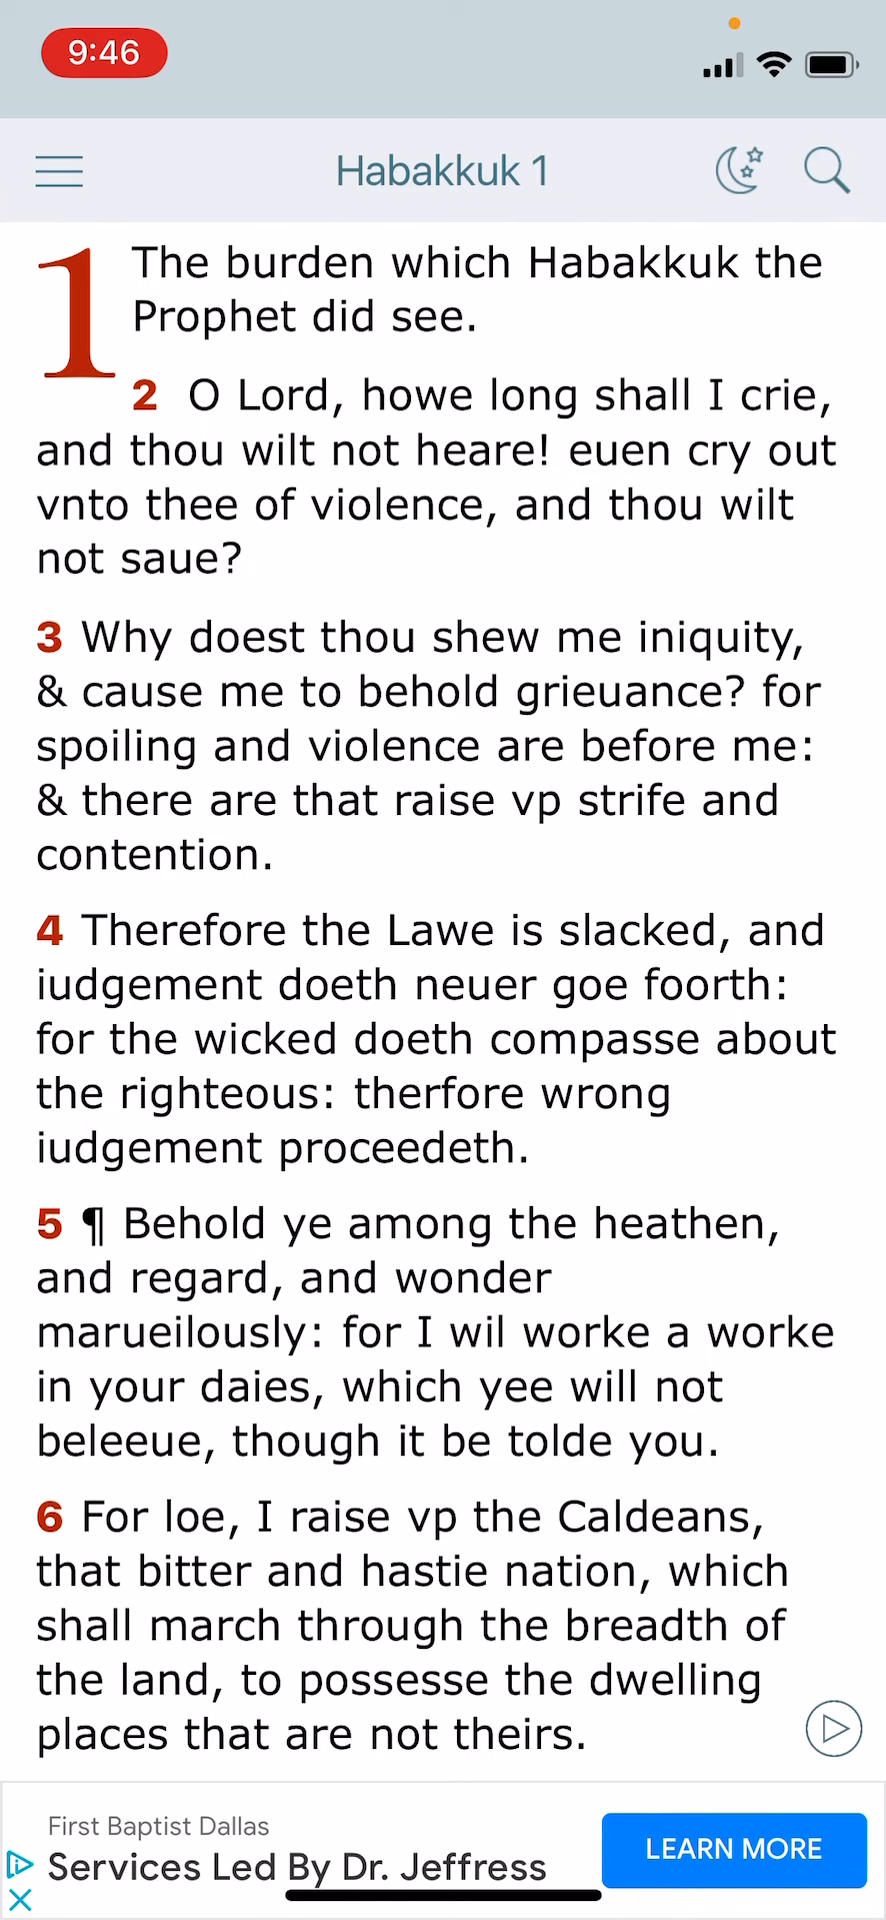 9:46
Habakkuk 1
1 The burden which Habakkuk the
Prophet did see.
2 O Lord, howe long shall I crie,
and thou wilt not heare! euen cry out
vnto thee of violence, and thou wilt
not saue?
3 Why doest thou shew me iniquity,
& cause me to behold grieuance? for
spoiling and violence are before me:
& there are that raise vp strife and
contention.
4 Therefore the Lawe is slacked, and
iudgement doeth neuer goe foorth:
for the wicked doeth compasse about
the righteous: therfore wrong
iudgement proceedeth.
5 ¶ Behold ye among the heathen,
and regard, and wonder
marueilously: for I wil worke a worke
in your daies, which yee will not
beleeue, though it be tolde you.
6 For loe, I raise vp the Caldeans,
that bitter and hastie nation, which
shall march through the breadth of
the land, to possesse the dwelling
places that are not theirs.
First Baptist Dallas
Services Led By Dr. Jeffress
LEARN MORE